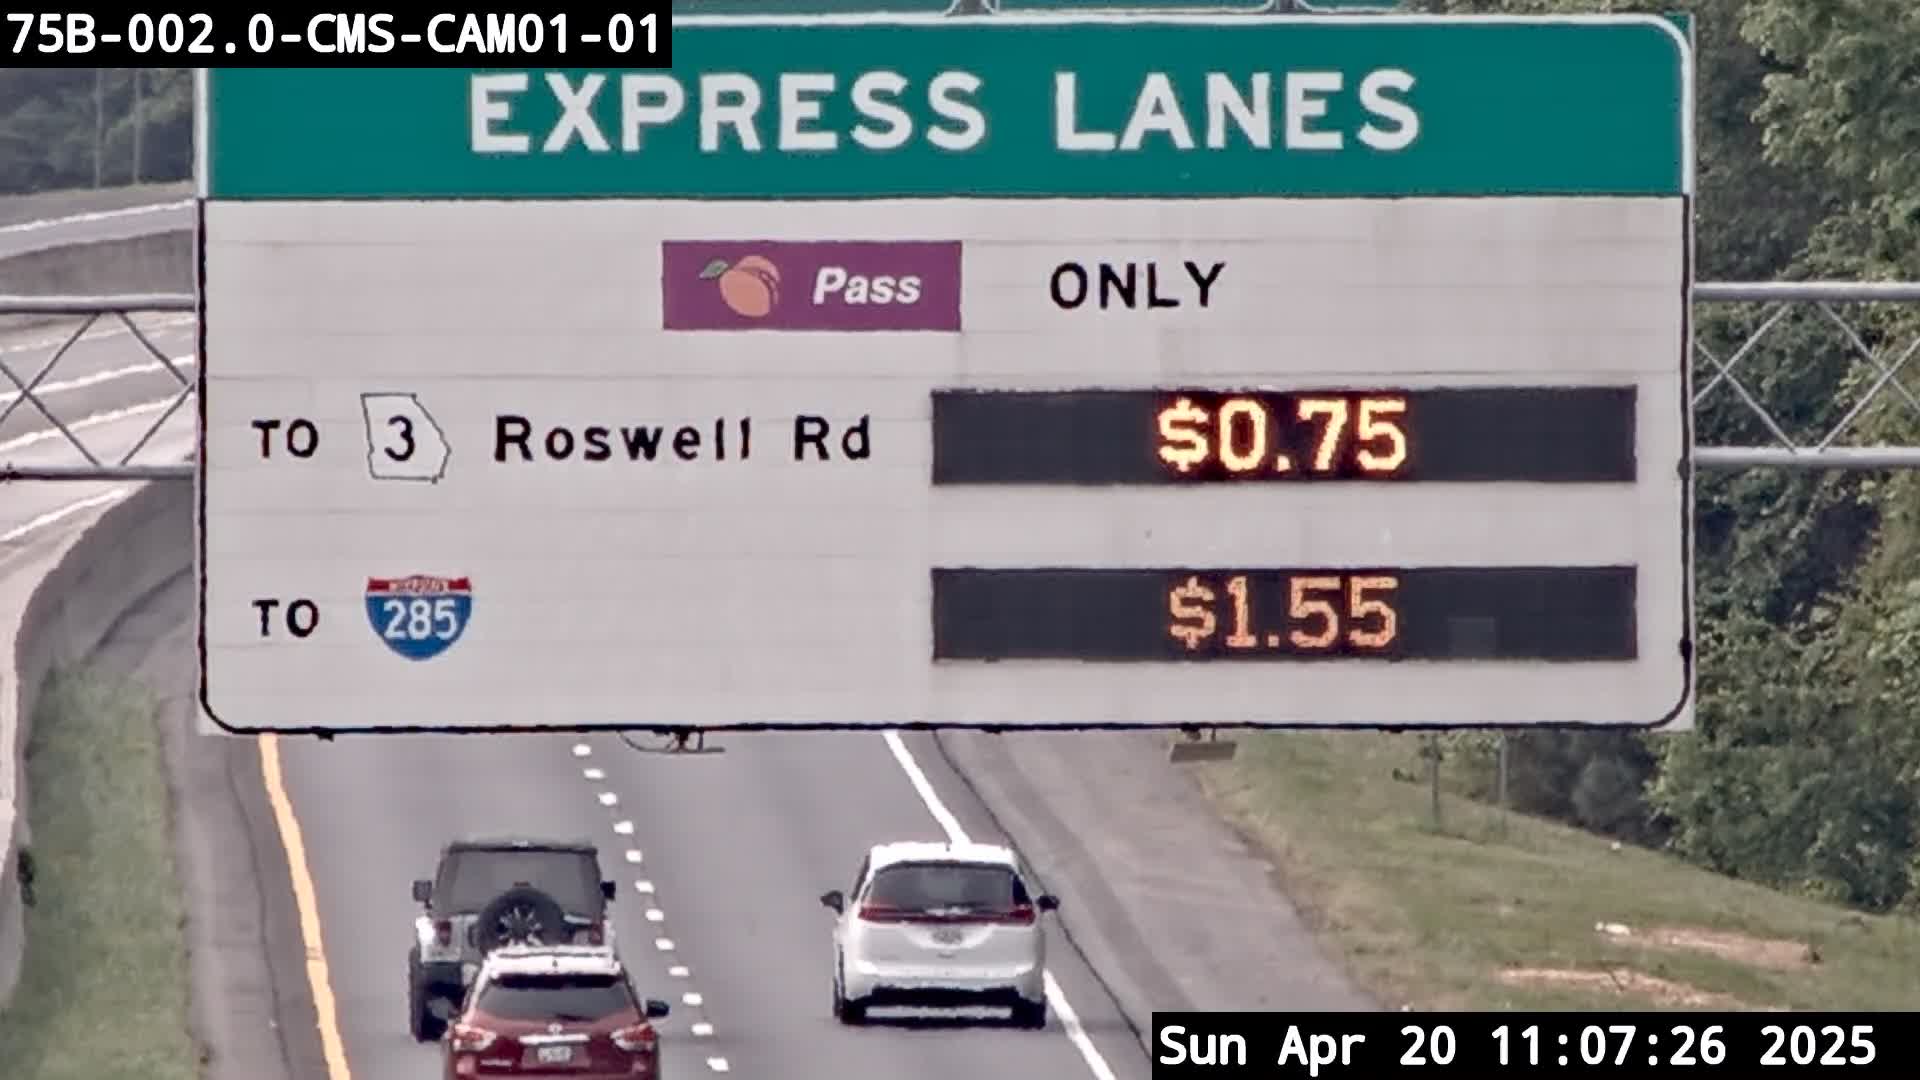 75B-002.0-CMS-CAM01-01
EXPRESS LANES
Pass ONLY
TO 3 Roswell Rd $0.75
TO INTERSTATE 285 $1.55
Sun Apr 20 11:07:26 2025